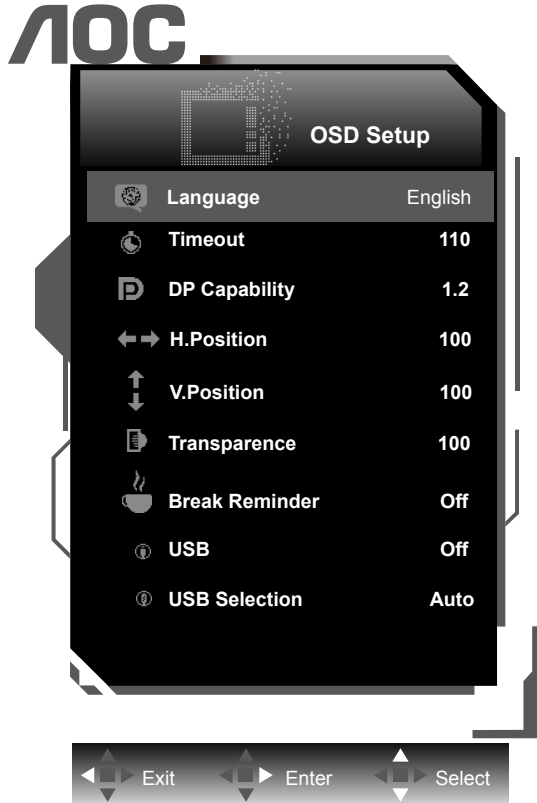 AOC
OSD Setup
Language English
Timeout 110
DP Capability 1.2
H.Position 100
V.Position 100
Transparence 100
Break Reminder Off
USB Off
USB Selection Auto
Exit Enter Select